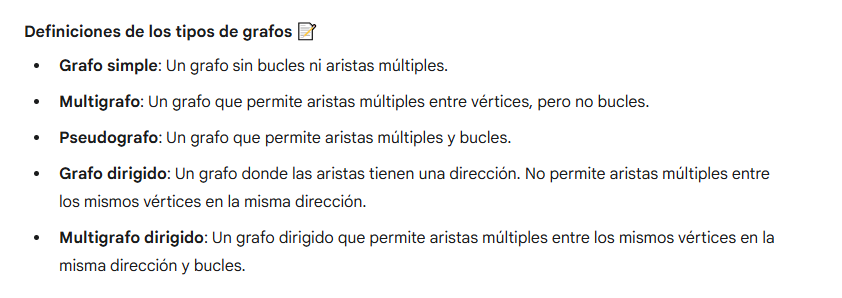 Definiciones de los tipos de grafos 📝
• Grafo simple: Un grafo sin bucles ni aristas múltiples.
• Multigrafo: Un grafo que permite aristas múltiples entre vértices, pero no bucles.
• Pseudografo: Un grafo que permite aristas múltiples y bucles.
• Grafo dirigido: Un grafo donde las aristas tienen una dirección. No permite aristas múltiples entre
los mismos vértices en la misma dirección.
• Multigrafo dirigido: Un grafo dirigido que permite aristas múltiples entre los mismos vértices en la
misma dirección y bucles.